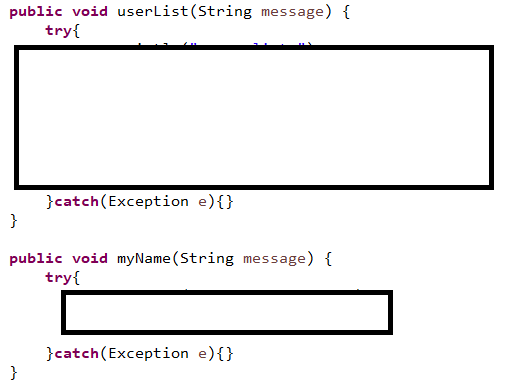 public void userList(String message) {
    try{
    }catch(Exception e){}
}
public void myName(String message) {
    try{
    }catch(Exception e){}
}